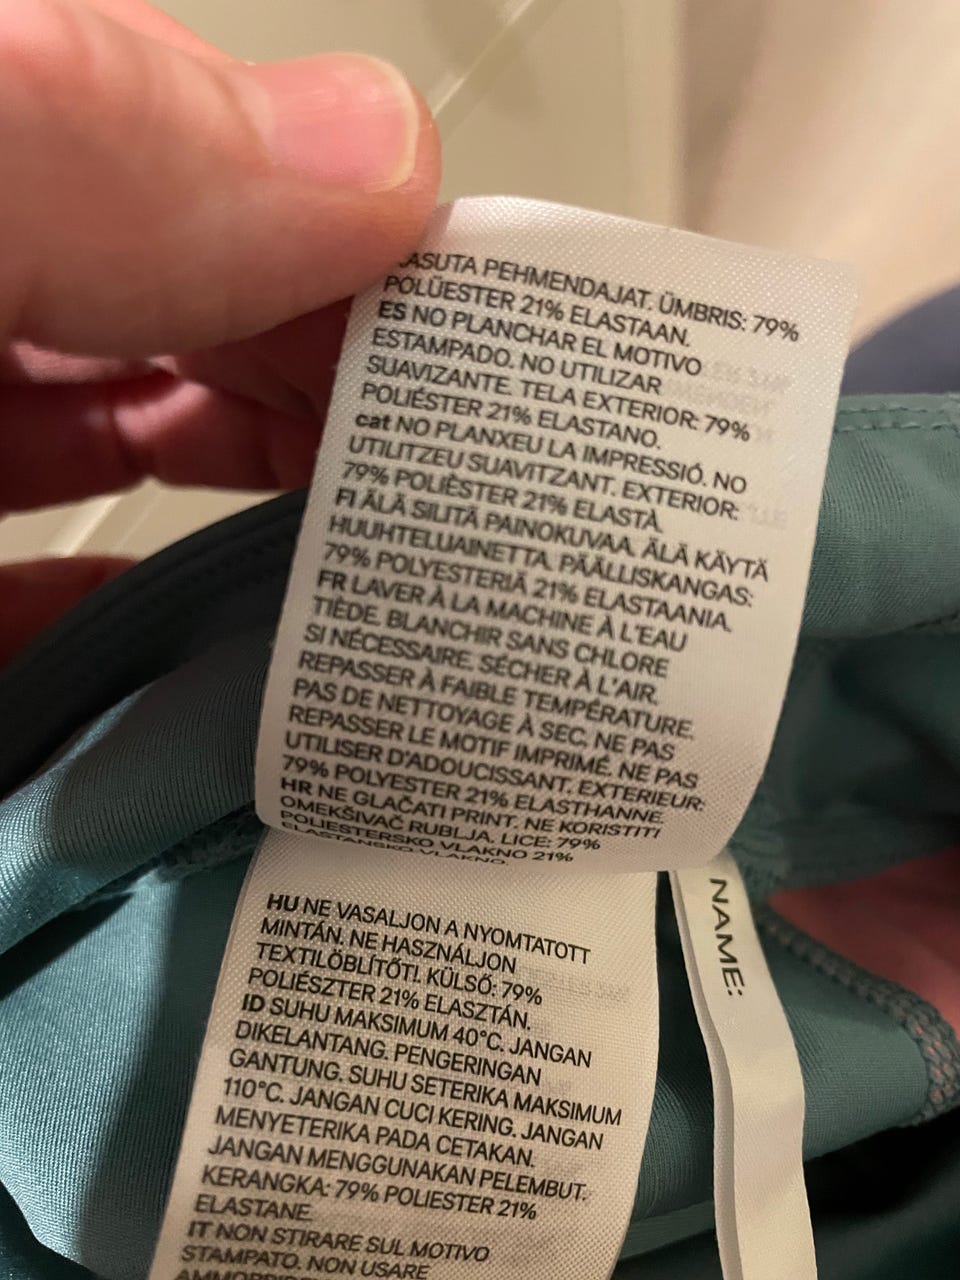 KASUTA PEHMENDAJAT. ÜMBRIS: 79%
POLÜESTER 21% ELASTAAN.
ES NO PLANCHAR EL MOTIVO
ESTAMPADO. NO UTILIZAR
SUAVIZANTE. TELA EXTERIOR: 79%
POLIÉSTER 21% ELASTANO.
cat NO PLANXEU LA IMPRESSIÓ. NO
UTILITZEU SUAVITZANT. EXTERIOR:
79% POLIÈSTER 21% ELASTÀ.
FI ÄLÄ SILITÄ PAINOKUVAA. ÄLÄ KÄYTÄ
HUUHTELUAINETTA. PÄÄLLISKANGAS:
79% POLYESTERIÄ 21% ELASTAANIA.
FR LAVER À LA MACHINE À L'EAU
TIÈDE. BLANCHIR SANS CHLORE
SI NÉCESSAIRE. SÉCHER À L'AIR.
REPASSER À FAIBLE TEMPÉRATURE.
PAS DE NETTOYAGE À SEC. NE PAS
REPASSER LE MOTIF IMPRIMÉ. NE PAS
UTILISER D'ADOUCISSANT. EXTERIEUR:
79% POLYESTER 21% ELASTHANNE.
HR NE GLAČATI PRINT. NE KORISTITI
OMEKŠIVAČ RUBLJA. LICE: 79%
POLIESTERSKO VLAKNO 21%
ELASTANSKO VLAKNO.
HU NE VASALJON A NYOMTATOTT
MINTÁN. NE HASZNÁLJON
TEXTILÖBLÍTŐT!. KÜLSŐ: 79%
POLIÉSZTER 21% ELASZTÁN.
ID SUHU MAKSIMUM 40°C. JANGAN
DIKELANTANG. PENGERINGAN
GANTUNG. SUHU SETERIKA MAKSIMUM
110°C. JANGAN CUCI KERING. JANGAN
MENYETERIKA PADA CETAKAN.
JANGAN MENGGUNAKAN PELEMBUT.
KERANGKA: 79% POLIESTER 21%
ELASTANE
IT NON STIRARE SUL MOTIVO
STAMPATO. NON USARE
NAME: